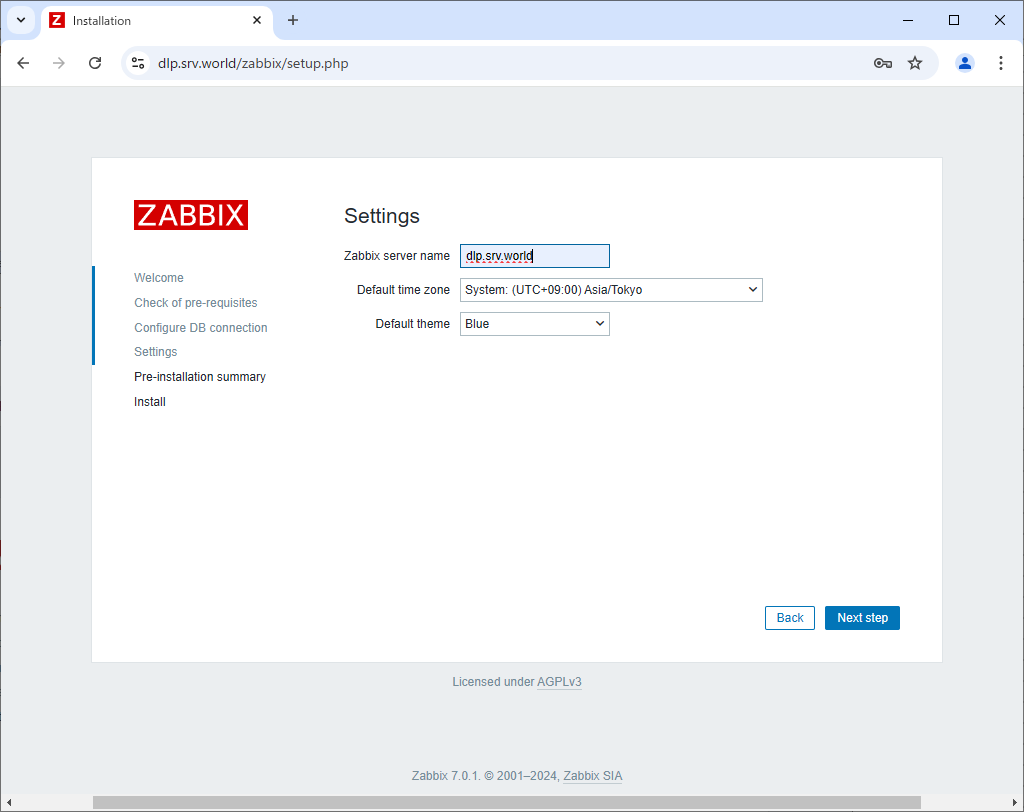 Z Installation
dlp.srv.world/zabbix/setup.php
ZABBIX
Welcome
Check of pre-requisites
Configure DB connection
Settings
Pre-installation summary
Install
Settings
Zabbix server name dlp.srv.world
Default time zone System: (UTC+09:00) Asia/Tokyo
Default theme Blue
Back Next step
Licensed under AGPLv3
Zabbix 7.0.1. © 2001–2024, Zabbix SIA